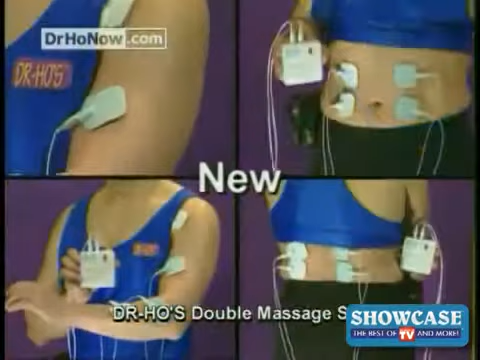 DrHoNow.com
DR-HO'S
New
DR-HO'S Double Massage S
SHOWCASE
THE BEST OF TV AND MORE!